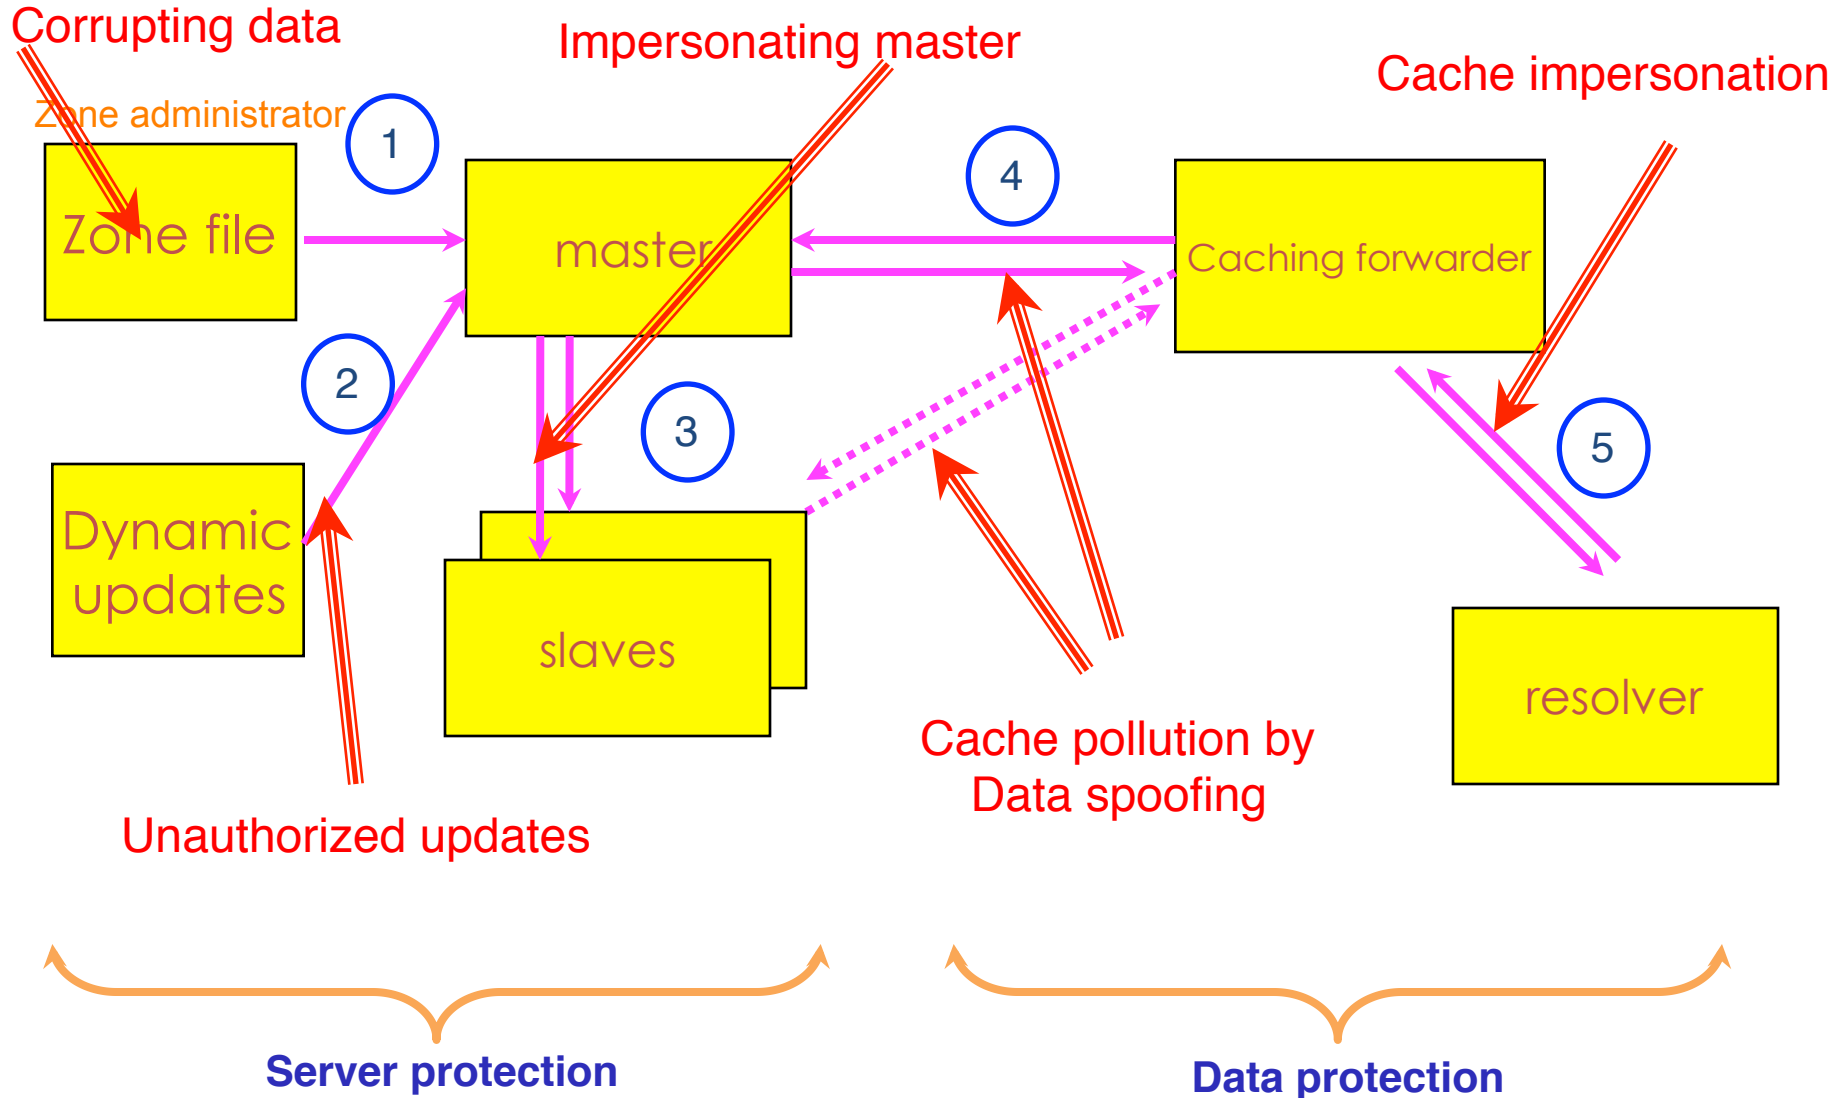 Corrupting data
Impersonating master
Cache impersonation
Zone administrator
1
4
Zone file
master
Caching forwarder
2
3
5
Dynamic
updates
slaves
resolver
Cache pollution by
Data spoofing
Unauthorized updates
Server protection
Data protection